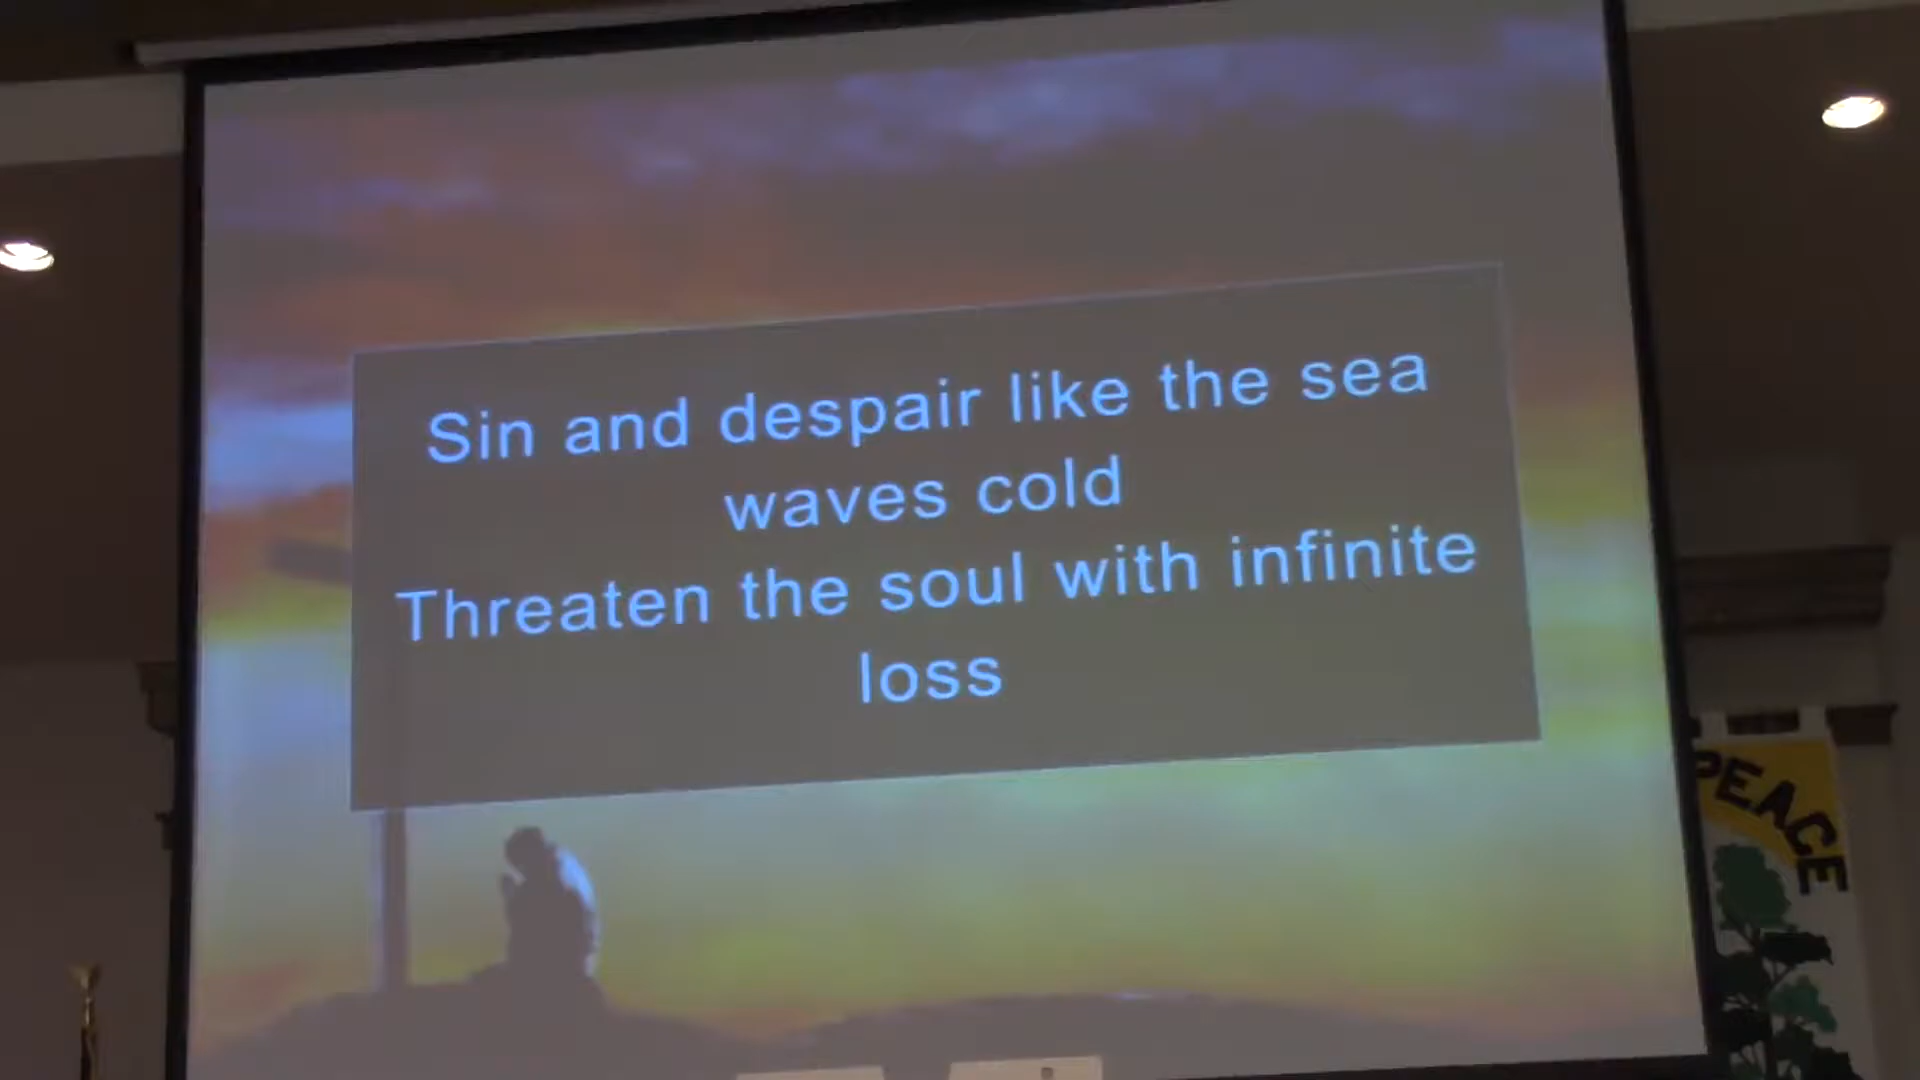 Sin and despair like the sea
waves cold
Threaten the soul with infinite
loss
PEACE